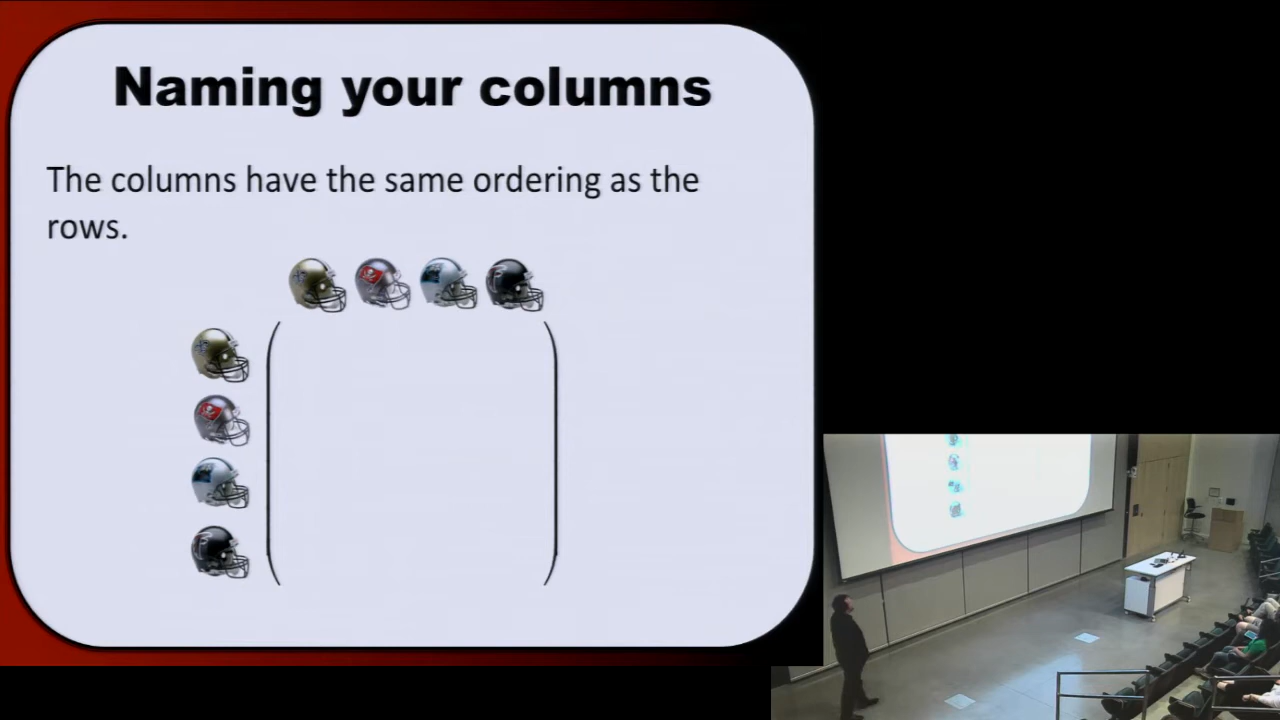 Naming your columns
The columns have the same ordering as the
rows.